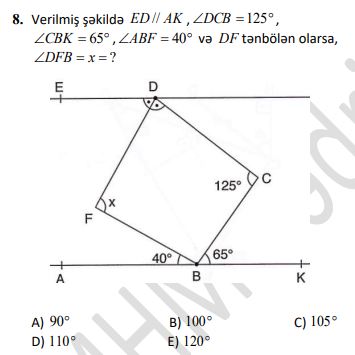 8. Verilmiş şəkildə ED // AK , ∠DCB = 125° ,
∠CBK = 65° , ∠ABF = 40° və DF tənbölən olarsa,
∠DFB = x = ?
E D
125° C
x
F
40° 65°
A B K
A) 90° B) 100° C) 105°
D) 110° E) 120°